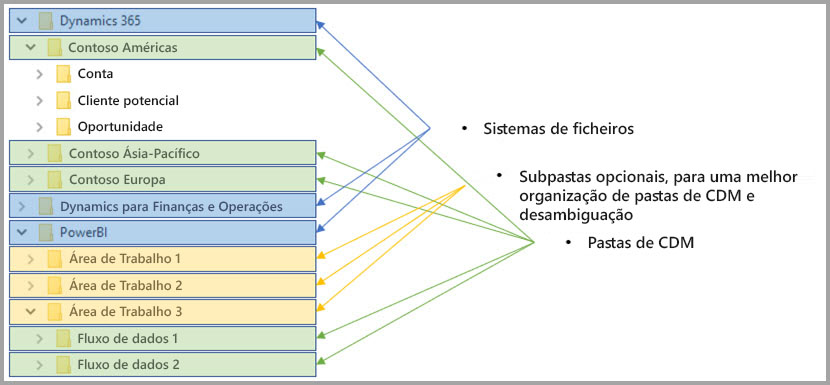 Dynamics 365
Contoso Américas
Conta
Cliente potencial
Oportunidade
Contoso Ásia-Pacífico
Contoso Europa
Dynamics para Finanças e Operações
PowerBI
Área de Trabalho 1
Área de Trabalho 2
Área de Trabalho 3
Fluxo de dados 1
Fluxo de dados 2
• Sistemas de ficheiros
• Subpastas opcionais, para uma melhor
organização de pastas de CDM e
desambiguação
• Pastas de CDM